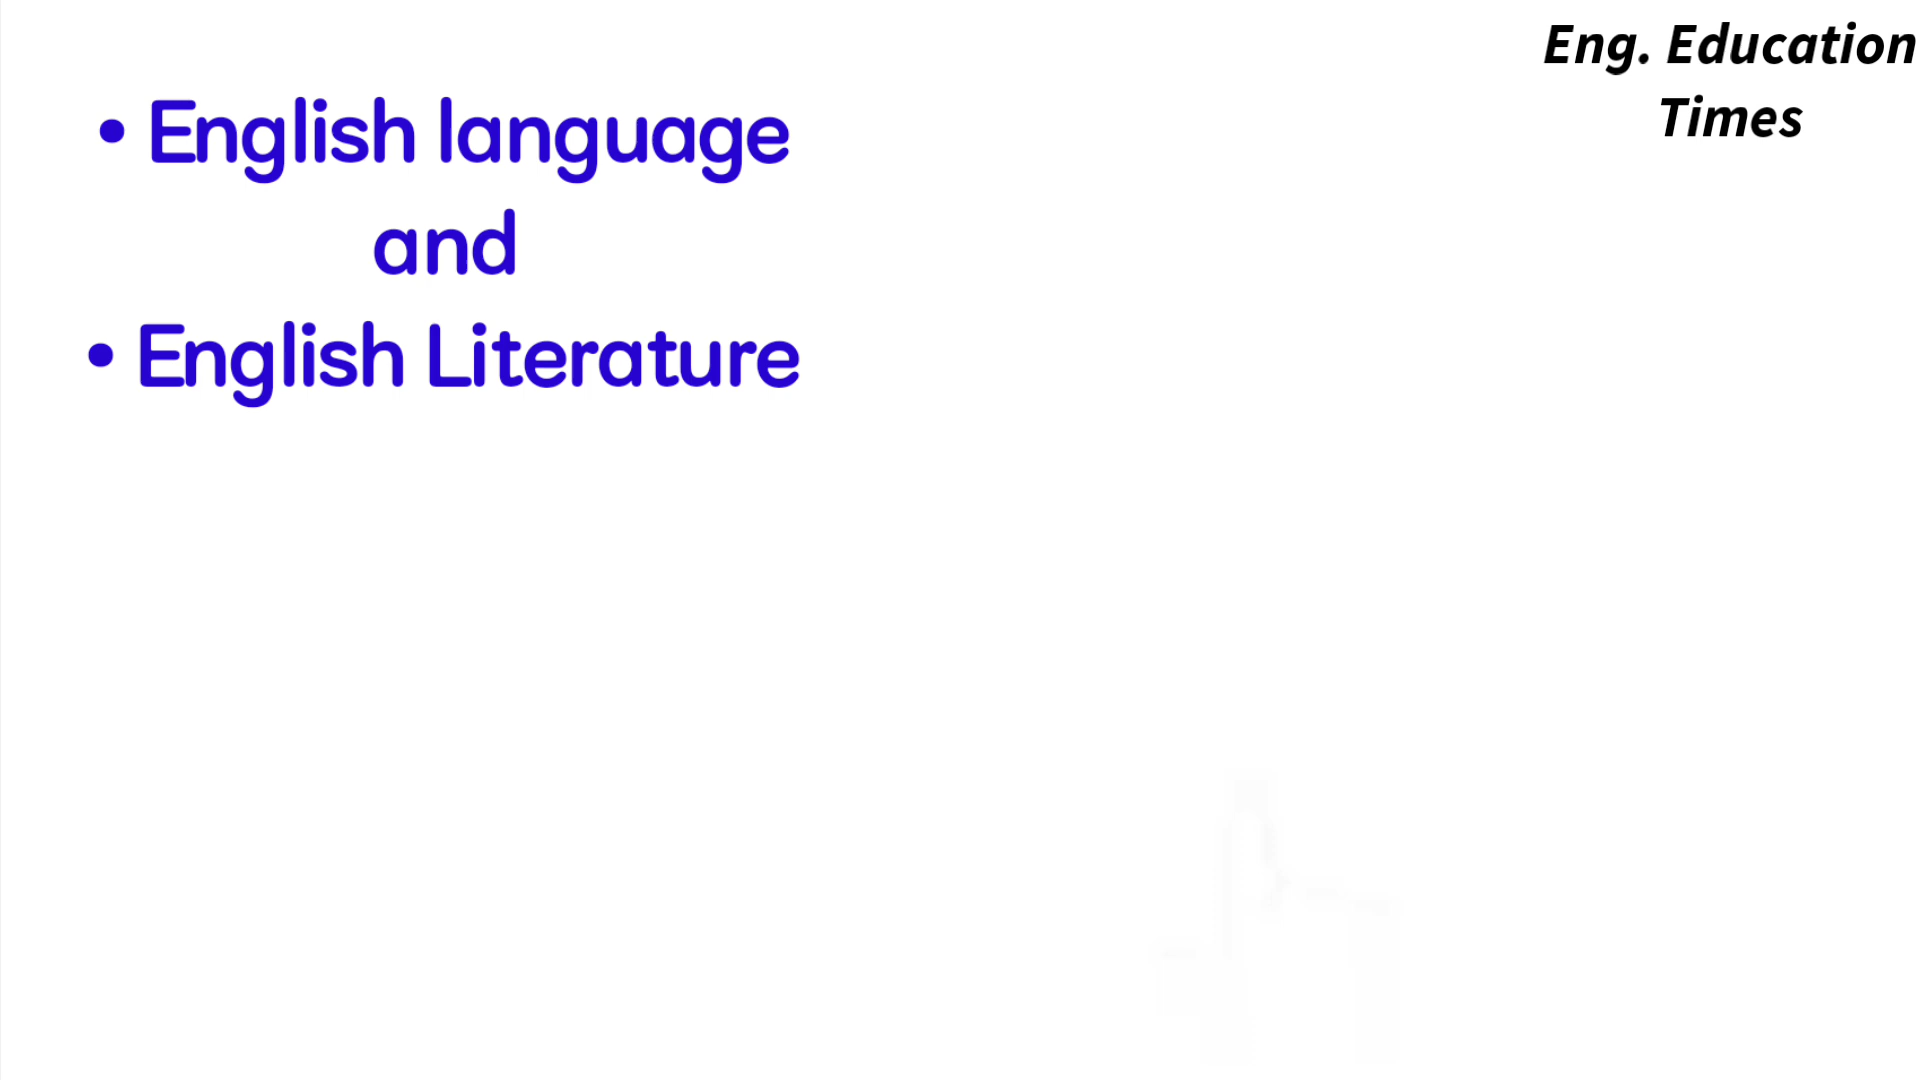 Eng. Education
Times
• English language
and
• English Literature